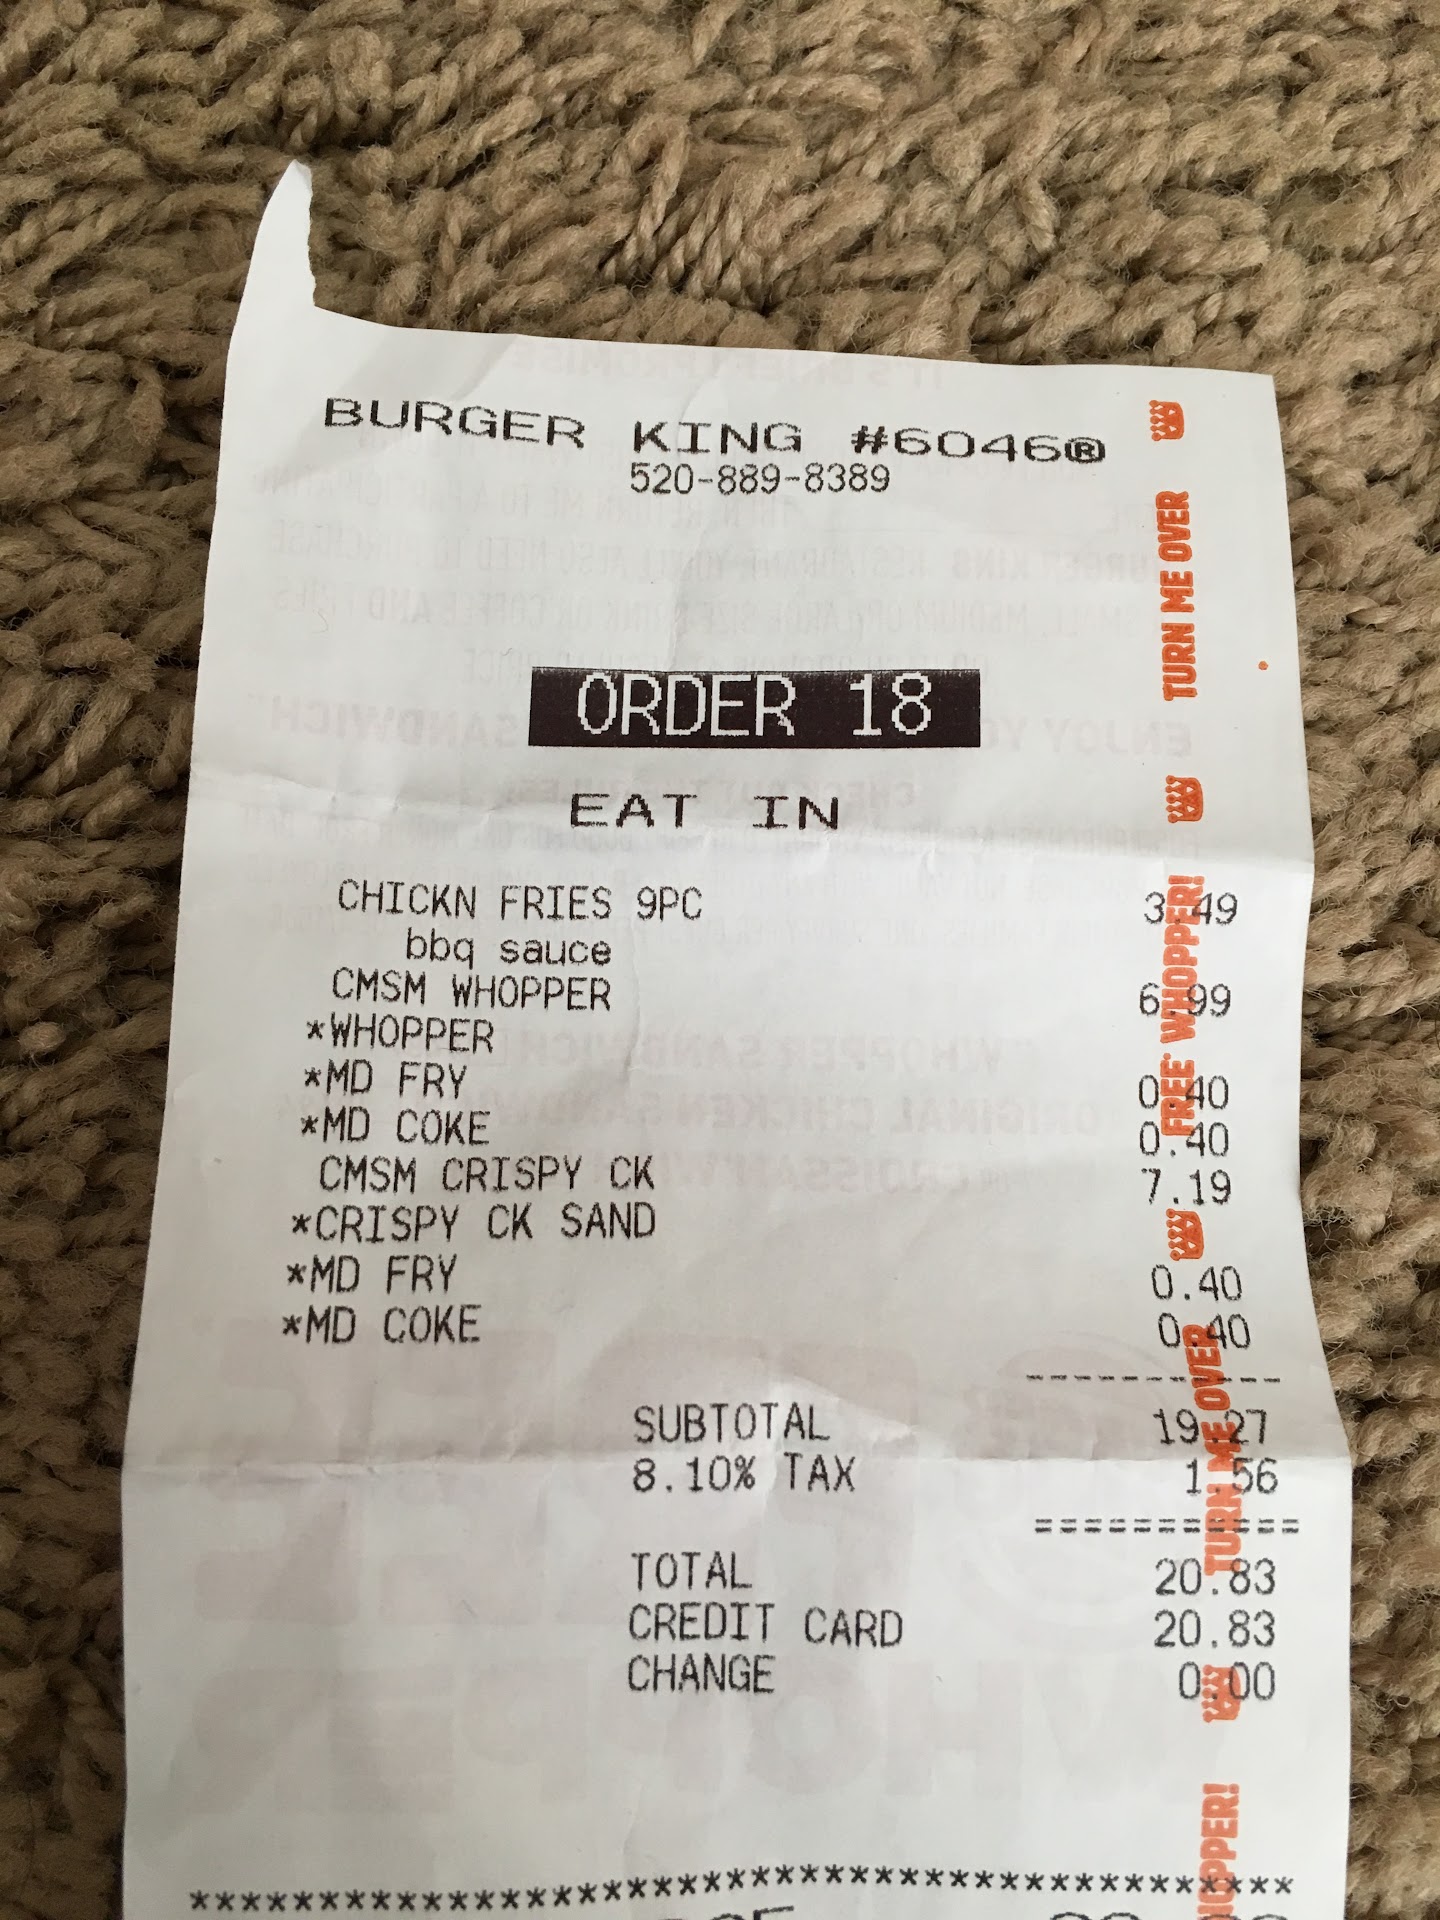 BURGER KING #6046®
520-889-8389
ORDER 18
EAT IN
CHICKN FRIES 9PC 3.49
bbq sauce
CMSM WHOPPER 6.99
*WHOPPER
*MD FRY 0.40
*MD COKE 0.40
CMSM CRISPY CK 7.19
*CRISPY CK SAND
*MD FRY 0.40
*MD COKE 0.40
SUBTOTAL 19.27
8.10% TAX 1.56
TOTAL 20.83
CREDIT CARD 20.83
CHANGE 0.00
****************************************
TURN ME OVER
FREE WHOPPER!
TURN ME OVER